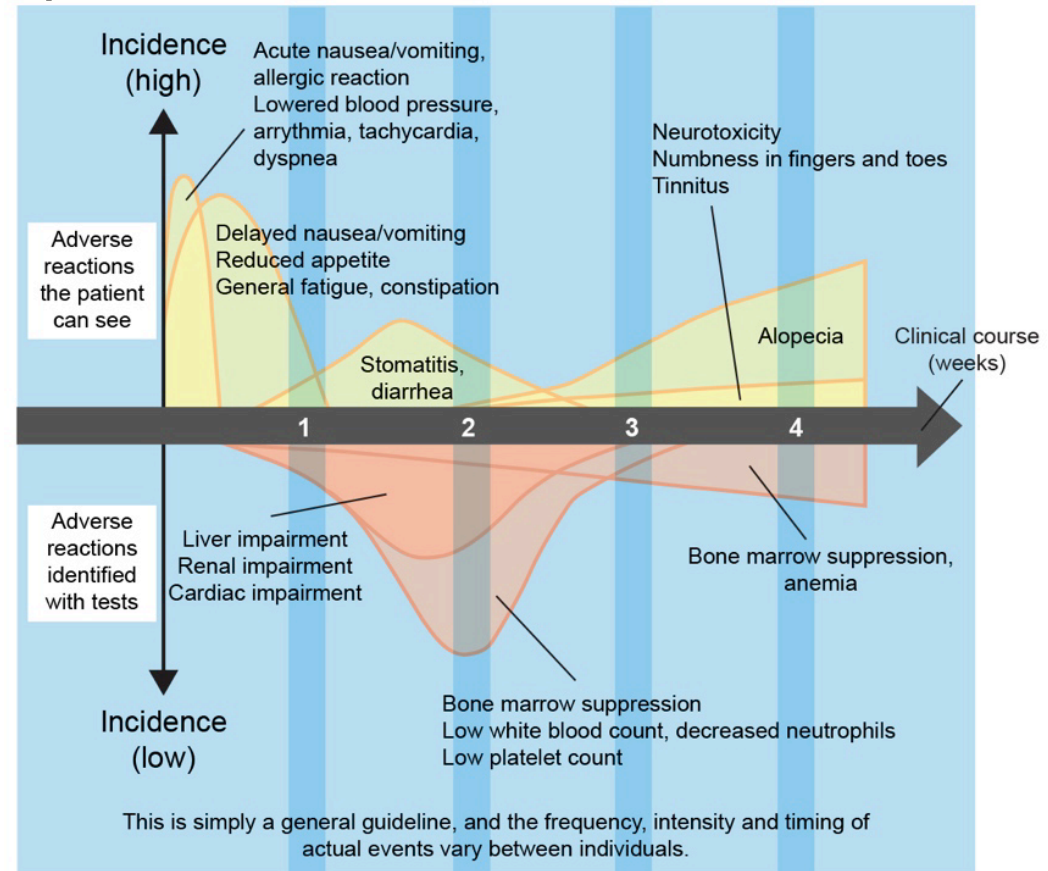 Incidence
(high)
Acute nausea/vomiting,
allergic reaction
Lowered blood pressure,
arrythmia, tachycardia,
dyspnea
Neurotoxicity
Numbness in fingers and toes
Tinnitus
Adverse
reactions
the patient
can see
Delayed nausea/vomiting
Reduced appetite
General fatigue, constipation
Stomatitis,
diarrhea
Alopecia
Clinical course
(weeks)
1 2 3 4
Adverse
reactions
identified
with tests
Liver impairment
Renal impairment
Cardiac impairment
Bone marrow suppression,
anemia
Incidence
(low)
Bone marrow suppression
Low white blood count, decreased neutrophils
Low platelet count
This is simply a general guideline, and the frequency, intensity and timing of
actual events vary between individuals.